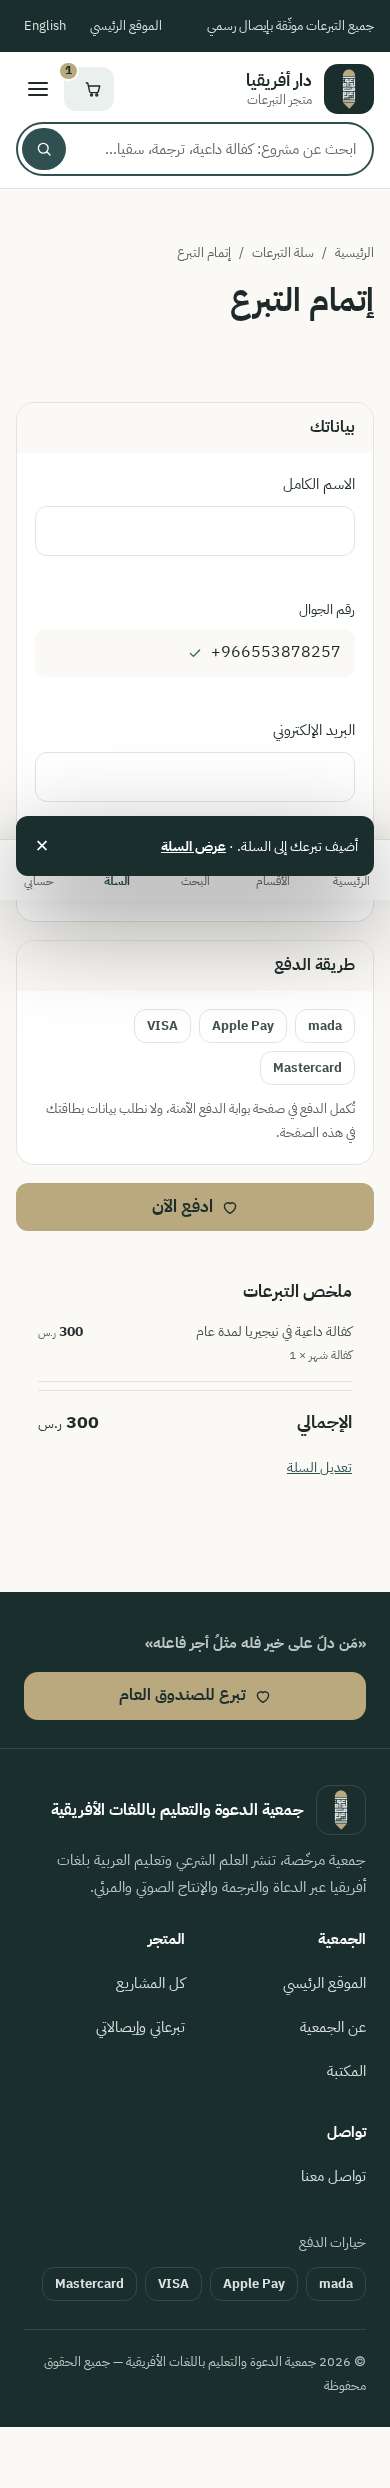 جميع التبرعات موثّقة بإيصال رسمي
الموقع الرئيسي
English
دار أفريقيا
متجر التبرعات
1
ابحث عن مشروع: كفالة داعية، ترجمة، سقيا...
الرئيسية / سلة التبرعات / إتمام التبرع
إتمام التبرع
بياناتك
الاسم الكامل
رقم الجوال
+966553878257
البريد الإلكتروني
أضيف تبرعك إلى السلة. · عرض السلة
الرئيسية
الأقسام
البحث
السلة
حسابي
طريقة الدفع
mada
Apple Pay
VISA
Mastercard
تُكمل الدفع في صفحة بوابة الدفع الآمنة، ولا نطلب بيانات بطاقتك
في هذه الصفحة.
ادفع الآن
ملخص التبرعات
كفالة داعية في نيجيريا لمدة عام
300 ر.س
كفالة شهر × 1
الإجمالي
300 ر.س
تعديل السلة
«مَن دلّ على خير فله مثلُ أجر فاعله»
تبرع للصندوق العام
جمعية الدعوة والتعليم باللغات الأفريقية
جمعية مرخّصة، تنشر العلم الشرعي وتعليم العربية بلغات
أفريقيا عبر الدعاة والترجمة والإنتاج الصوتي والمرئي.
الجمعية
الموقع الرئيسي
عن الجمعية
المكتبة
المتجر
كل المشاريع
تبرعاتي وإيصالاتي
تواصل
تواصل معنا
خيارات الدفع
mada
Apple Pay
VISA
Mastercard
© 2026 جمعية الدعوة والتعليم باللغات الأفريقية — جميع الحقوق
محفوظة